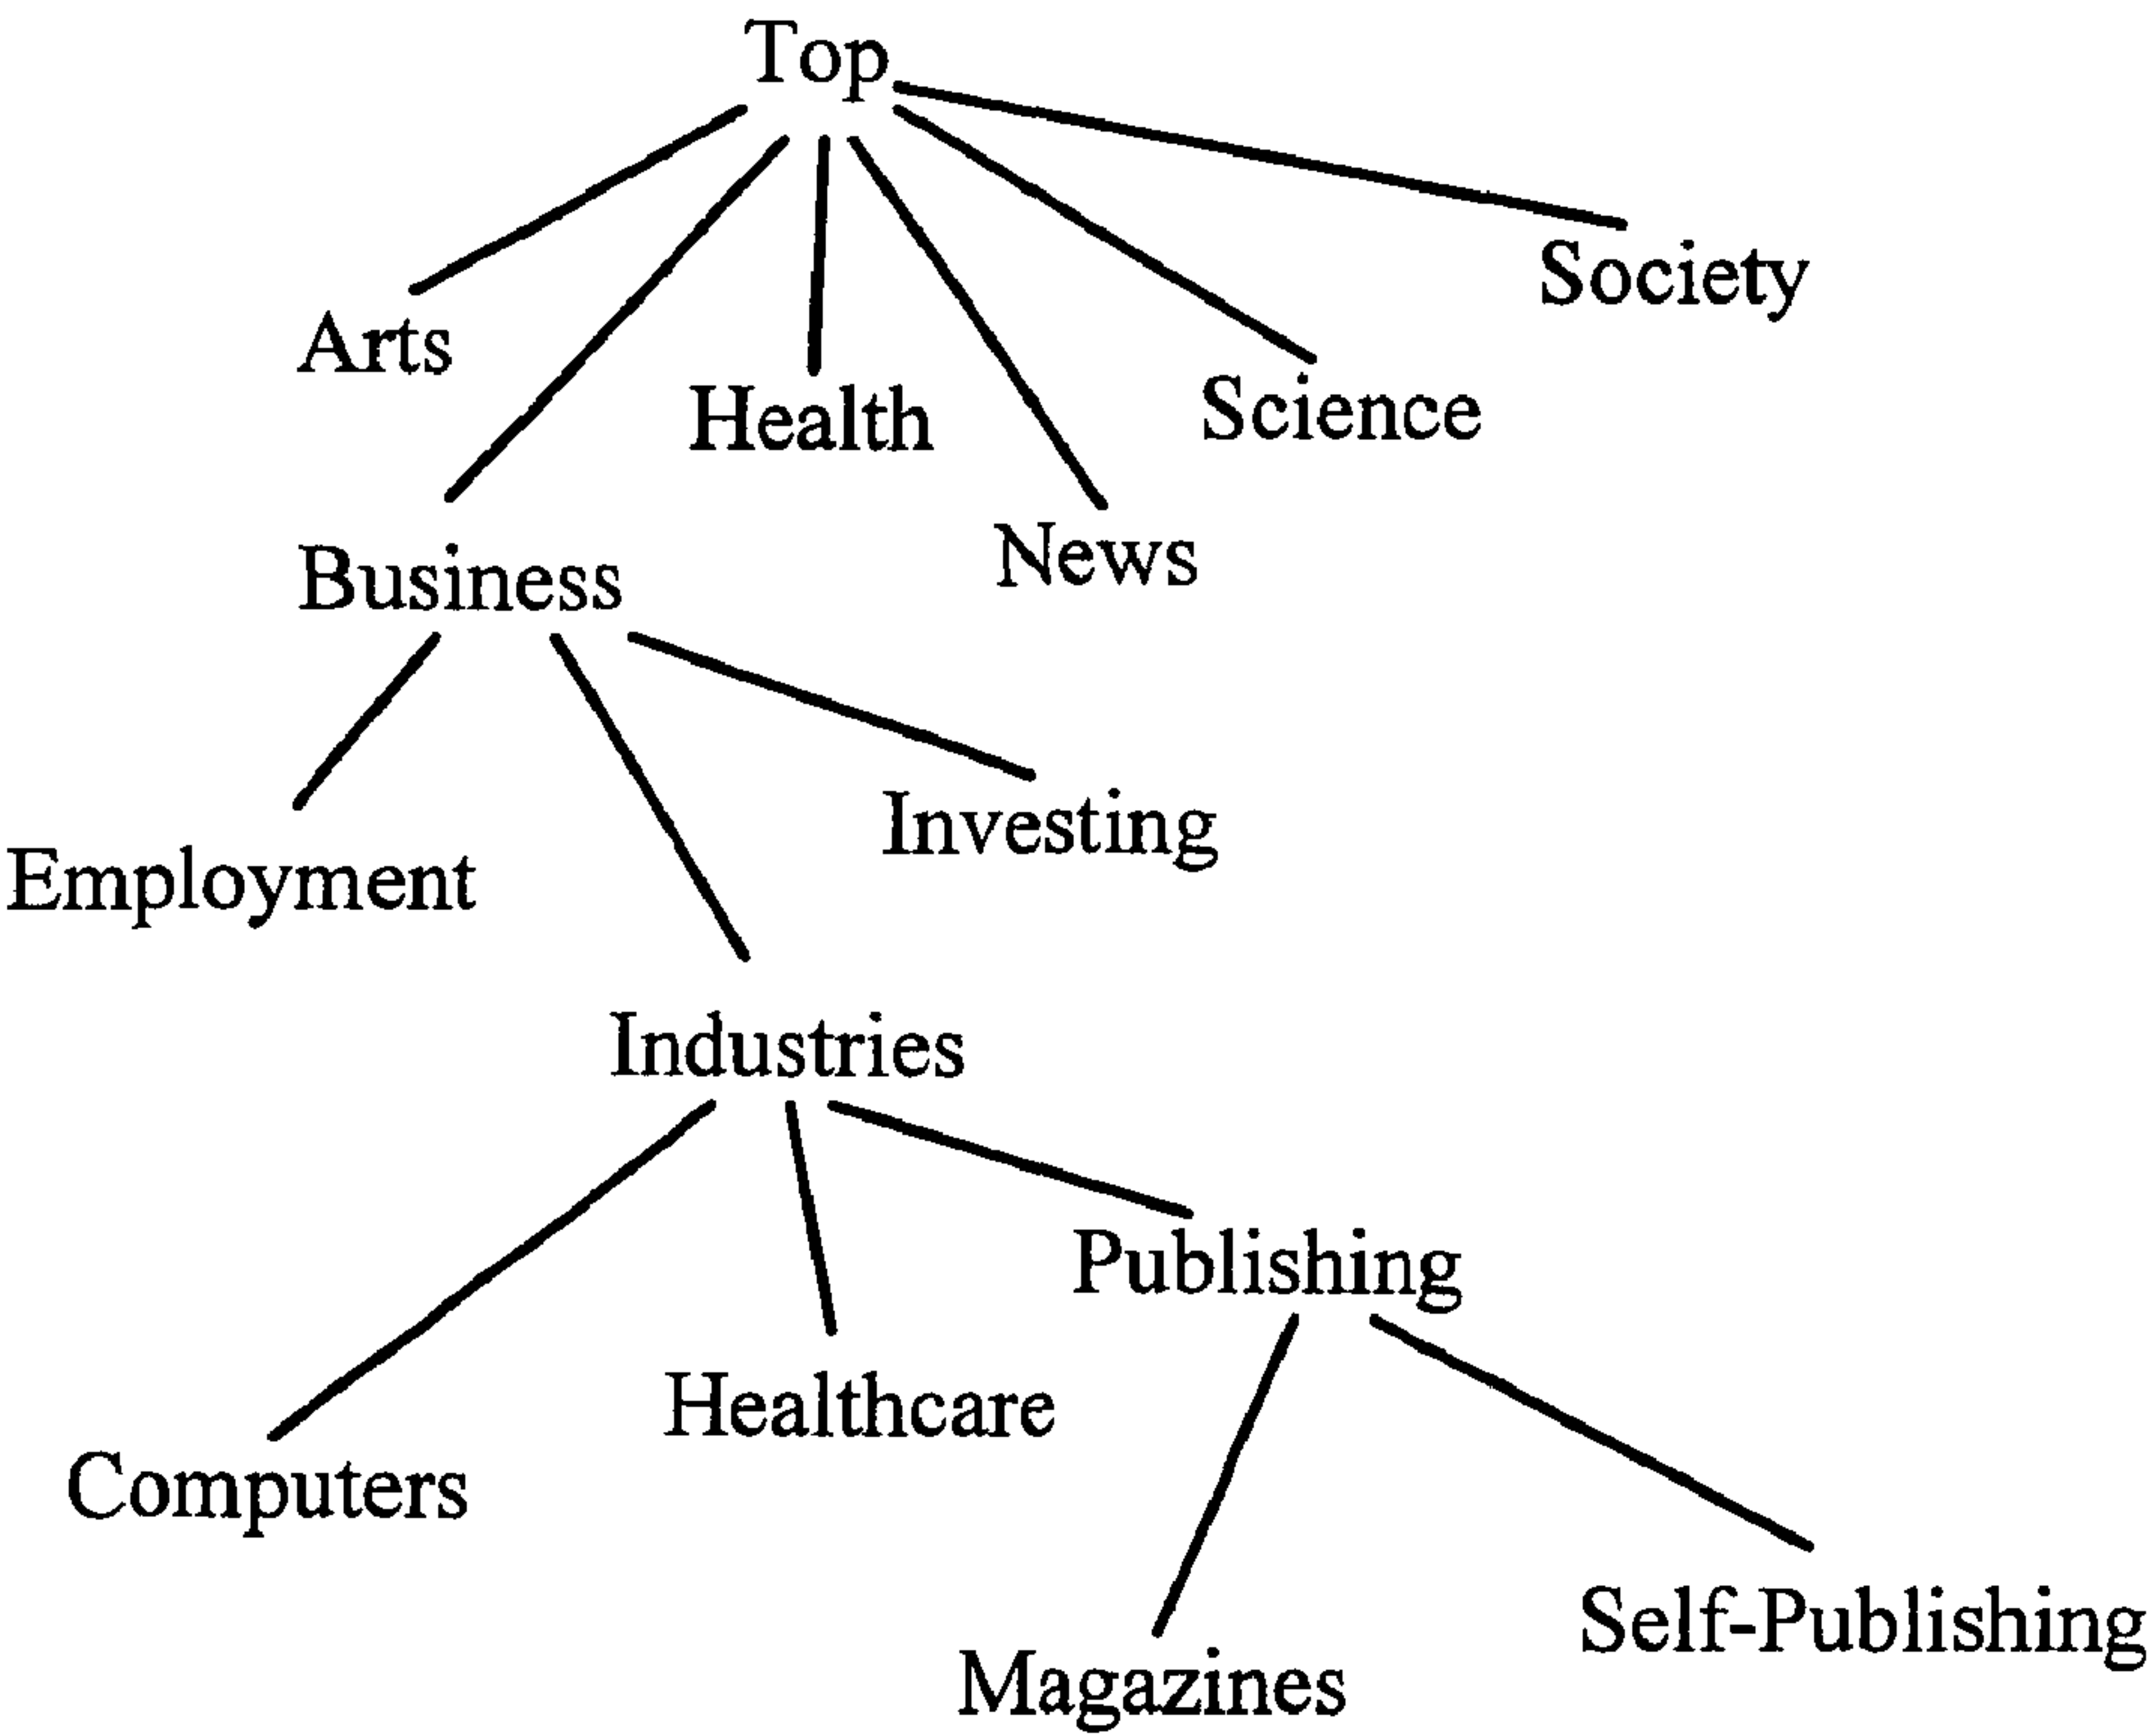 Top
Society
Arts
Science
Health
News
Business
Investing
Employment
Industries
Publishing
Healthcare
Computers
Self-Publishing
Magazines